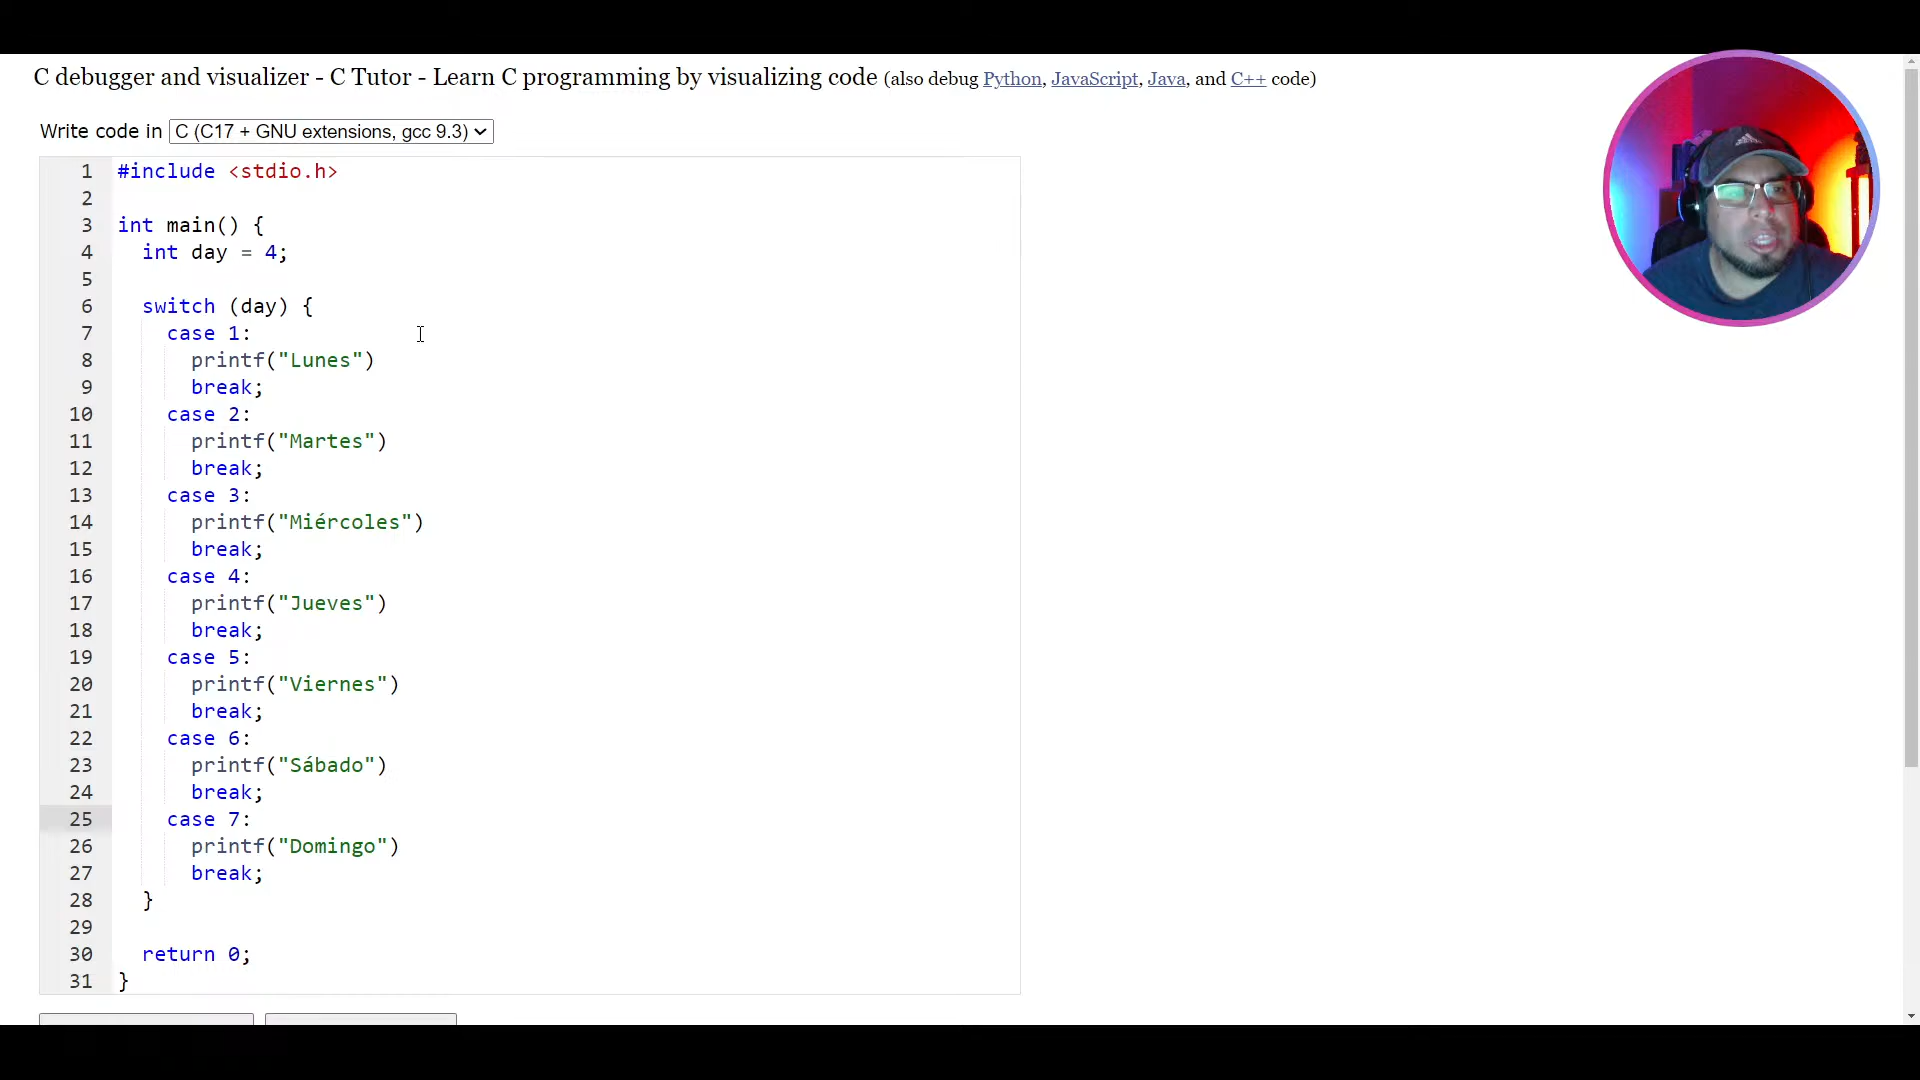 C debugger and visualizer - C Tutor - Learn C programming by visualizing code (also debug Python, JavaScript, Java, and C++ code)
Write code in C (C17 + GNU extensions, gcc 9.3)
1 #include <stdio.h>
2
3 int main() {
4 int day = 4;
5
6 switch (day) {
7 case 1:
8 printf("Lunes")
9 break;
10 case 2:
11 printf("Martes")
12 break;
13 case 3:
14 printf("Miércoles")
15 break;
16 case 4:
17 printf("Jueves")
18 break;
19 case 5:
20 printf("Viernes")
21 break;
22 case 6:
23 printf("Sábado")
24 break;
25 case 7:
26 printf("Domingo")
27 break;
28 }
29
30 return 0;
31 }